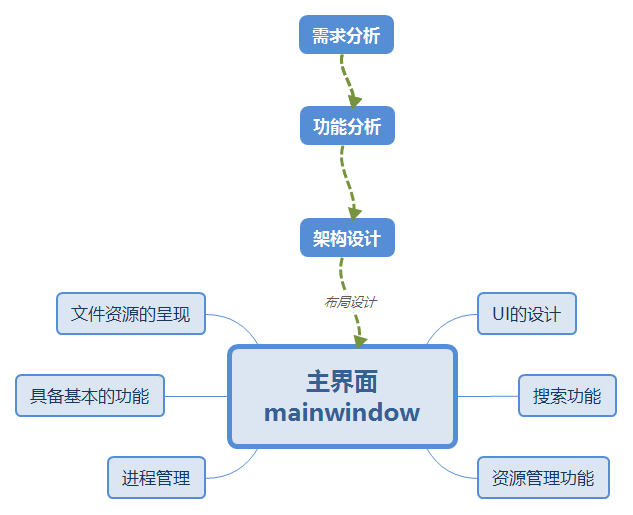 需求分析
功能分析
架构设计
布局设计
文件资源的呈现
UI的设计
主界面
mainwindow
具备基本的功能
搜索功能
进程管理
资源管理功能